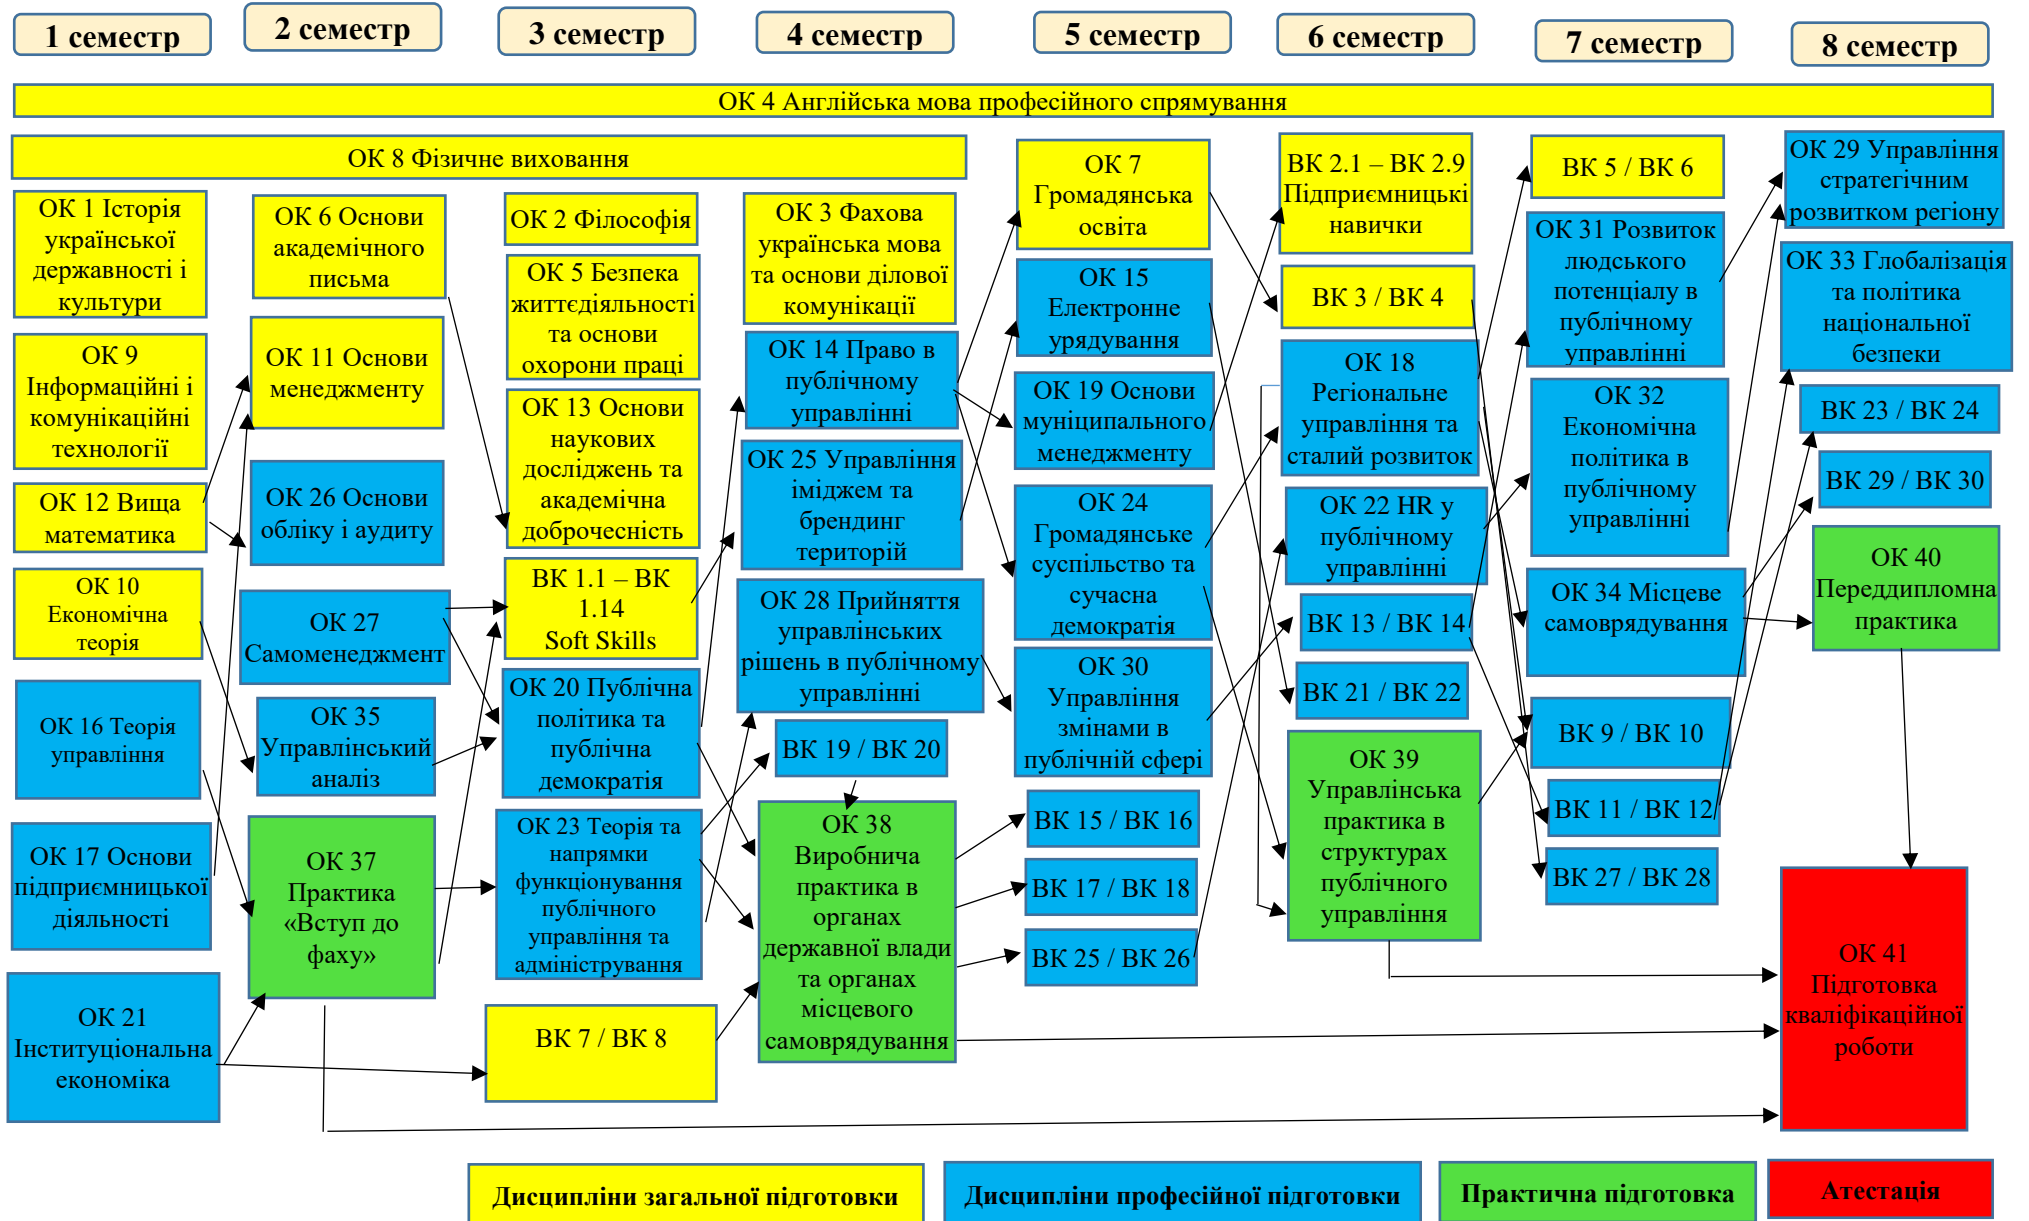 1 семестр
2 семестр
3 семестр
4 семестр
5 семестр
6 семестр
7 семестр
8 семестр
ОК 4 Англійська мова професійного спрямування
ОК 8 Фізичне виховання
ОК 1 Історія
української
державності і
культури
ОК 9
Інформаційні і
комунікаційні
технології
ОК 12 Вища
математика
ОК 10
Економічна
теорія
ОК 16 Теорія
управління
ОК 17 Основи
підприємницької
діяльності
ОК 21
Інституціональна
економіка
ОК 6 Основи
академічного
письма
ОК 11 Основи
менеджменту
ОК 26 Основи
обліку і аудиту
ОК 27
Самоменеджмент
ОК 35
Управлінський
аналіз
ОК 37
Практика
«Вступ до
фаху»
ОК 2 Філософія
ОК 5 Безпека
життєдіяльності
та основи
охорони праці
ОК 13 Основи
наукових
досліджень та
академічна
доброчесність
ВК 1.1 – ВК
1.14
Soft Skills
ОК 20 Публічна
політика та
публічна
демократія
ОК 23 Теорія та
напрямки
функціонування
публічного
управління та
адміністрування
ВК 7 / ВК 8
ОК 3 Фахова
українська мова
та основи ділової
комунікації
ОК 14 Право в
публічному
управлінні
ОК 25 Управління
іміджем та
брендинг
територій
ОК 28 Прийняття
управлінських
рішень в публічному
управлінні
ВК 19 / ВК 20
ОК 38
Виробнича
практика в
органах
державної влади
та органах
місцевого
самоврядування
ОК 7
Громадянська
освіта
ОК 15
Електронне
урядування
ОК 19 Основи
муніципального
менеджменту
ОК 24
Громадянське
суспільство та
сучасна
демократія
ОК 30
Управління
змінами в
публічній сфері
ВК 15 / ВК 16
ВК 17 / ВК 18
ВК 25 / ВК 26
ВК 2.1 – ВК 2.9
Підприємницькі
навички
ВК 3 / ВК 4
ОК 18
Регіональне
управління та
сталий розвиток
ОК 22 HR у
публічному
управлінні
ВК 13 / ВК 14
ВК 21 / ВК 22
ОК 39
Управлінська
практика в
структурах
публічного
управління
ВК 5 / ВК 6
ОК 31 Розвиток
людського
потенціалу в
публічному
управлінні
ОК 32
Економічна
політика в
публічному
управлінні
ОК 34 Місцеве
самоврядування
ВК 9 / ВК 10
ВК 11 / ВК 12
ВК 27 / ВК 28
ОК 29 Управління
стратегічним
розвитком регіону
ОК 33 Глобалізація
та політика
національної
безпеки
ВК 23 / ВК 24
ВК 29 / ВК 30
ОК 40
Переддипломна
практика
ОК 41
Підготовка
кваліфікаційної
роботи
Дисципліни загальної підготовки
Дисципліни професійної підготовки
Практична підготовка
Атестація